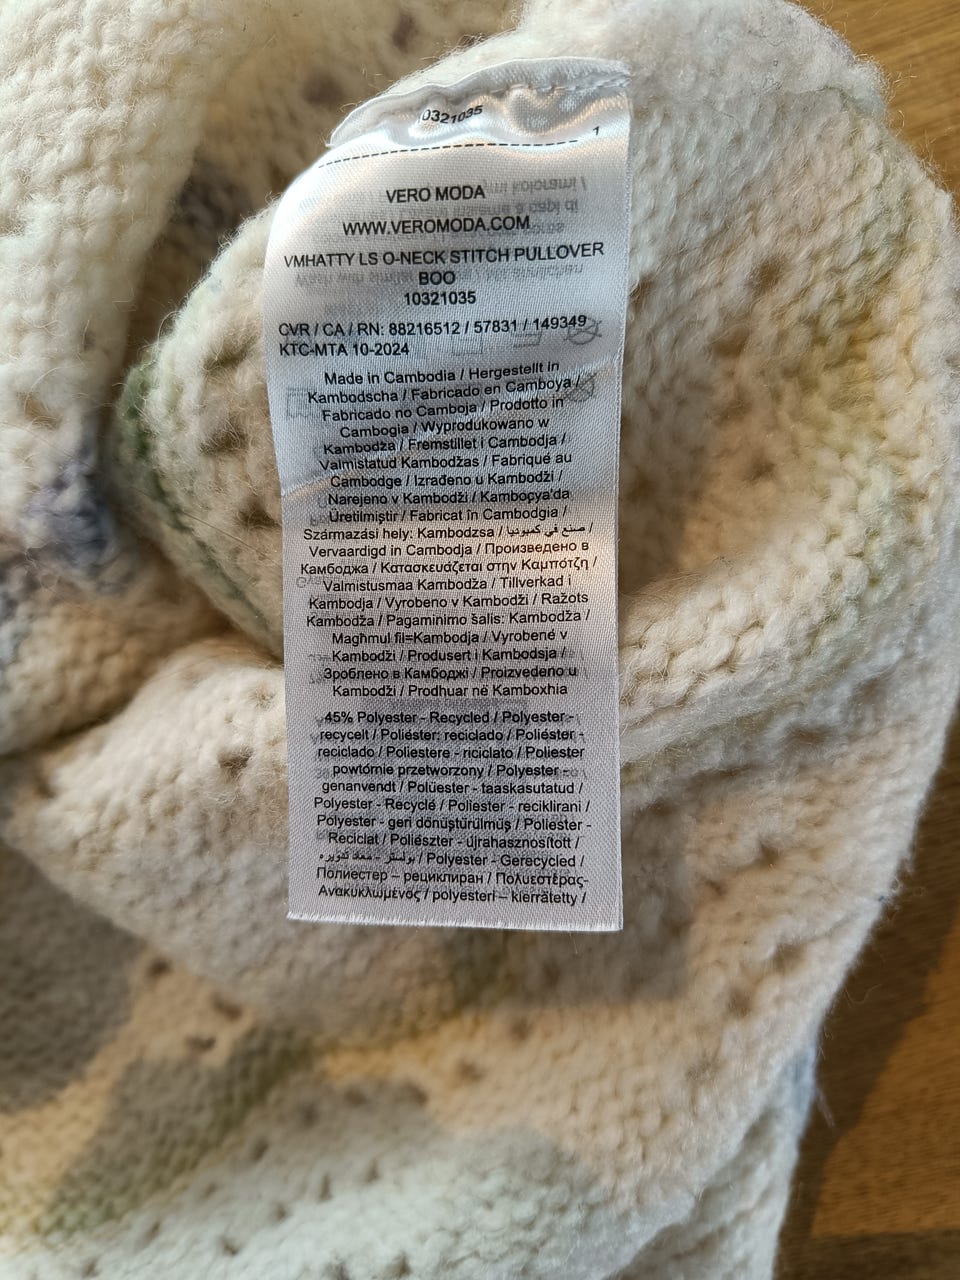 10321035
1
VERO MODA
WWW.VEROMODA.COM
VMHATTY LS O-NECK STITCH PULLOVER
BOO
10321035
CVR / CA / RN: 88216512 / 57831 / 149349
KTC-MTA 10-2024
Made in Cambodia / Hergestellt in
Kambodscha / Fabricado en Camboya /
Fabricado no Camboja / Prodotto in
Cambogia / Wyprodukowano w
Kambodża / Fremstillet i Cambodja /
Valmistatud Kambodžas / Fabriqué au
Cambodge / Izrađeno u Kambodži /
Narejeno v Kambodži / Kamboçya'da
Üretilmiştir / Fabricat în Cambodgia /
Származási hely: Kambodzsa / صنع في كمبوديا /
Vervaardigd in Cambodja / Произведено в
Камбоджа / Κατασκευάζεται στην Καμπότζη /
Valmistusmaa Kambodža / Tillverkad i
Kambodja / Vyrobeno v Kambodži / Ražots
Kambodža / Pagaminimo šalis: Kambodža /
Magħmul fil=Kambodja / Vyrobené v
Kambodži / Produsert i Kambodsja /
Зроблено в Камбоджі / Proizvedeno u
Kambodži / Prodhuar në Kamboxhia
45% Polyester - Recycled / Polyester -
recycelt / Poliéster: reciclado / Poliéster -
reciclado / Poliestere - riciclato / Poliester
powtórnie przetworzony / Polyester -
genanvendt / Polüester - taaskasutatud /
Polyester - Recyclé / Poliester - reciklirani /
Polyester - geri dönüştürülmüş / Poliester -
Reciclat / Poliészter - újrahasznosított /
بوليستر - معاد تدويره / Polyester - Gerecycled /
Полиестер – рециклиран / Πολυεστέρας-
Ανακυκλωμένος / polyesteri – kierrätetty /